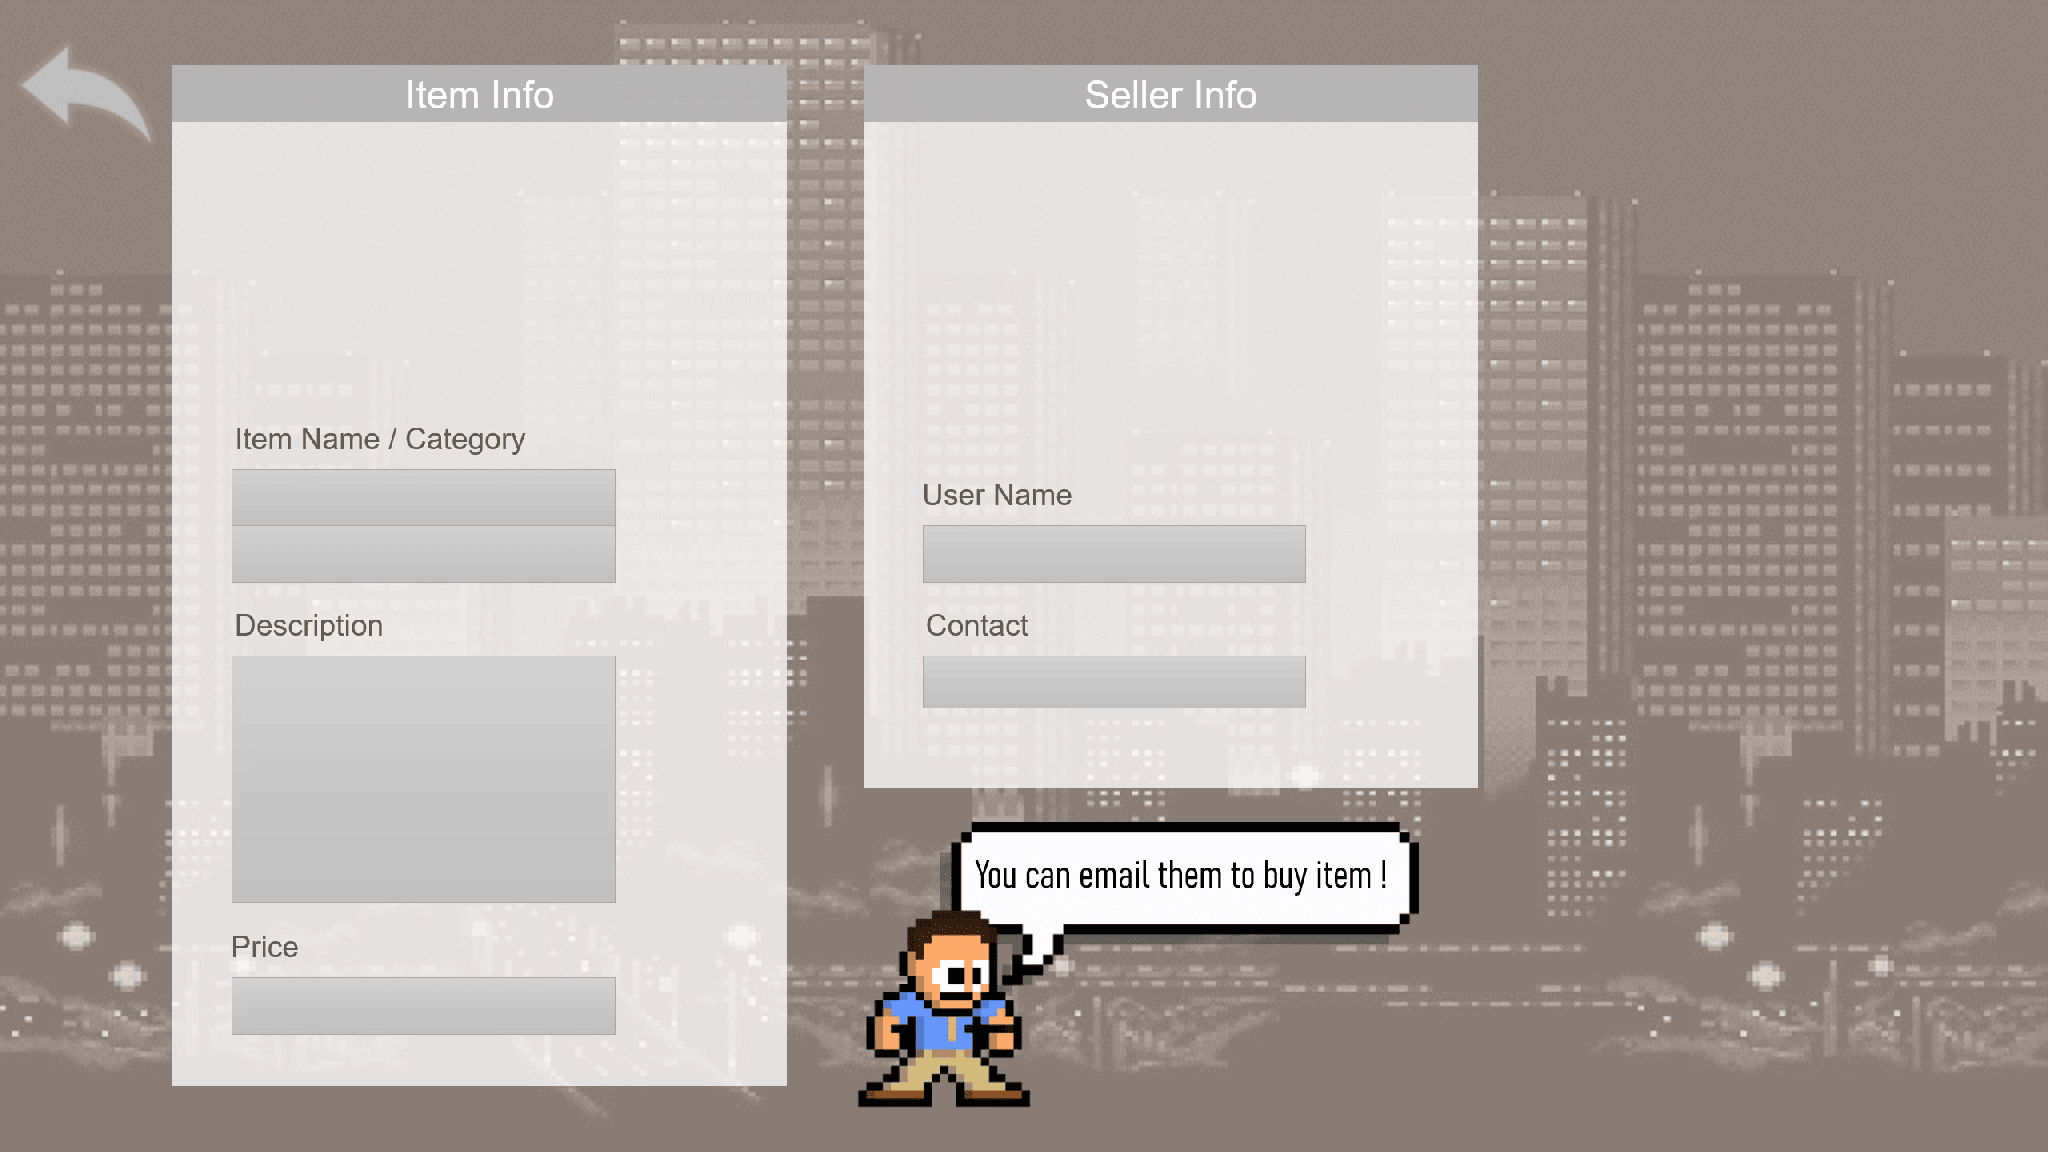 Item Info
Item Name / Category
Description
Price
Seller Info
User Name
Contact
You can email them to buy item !